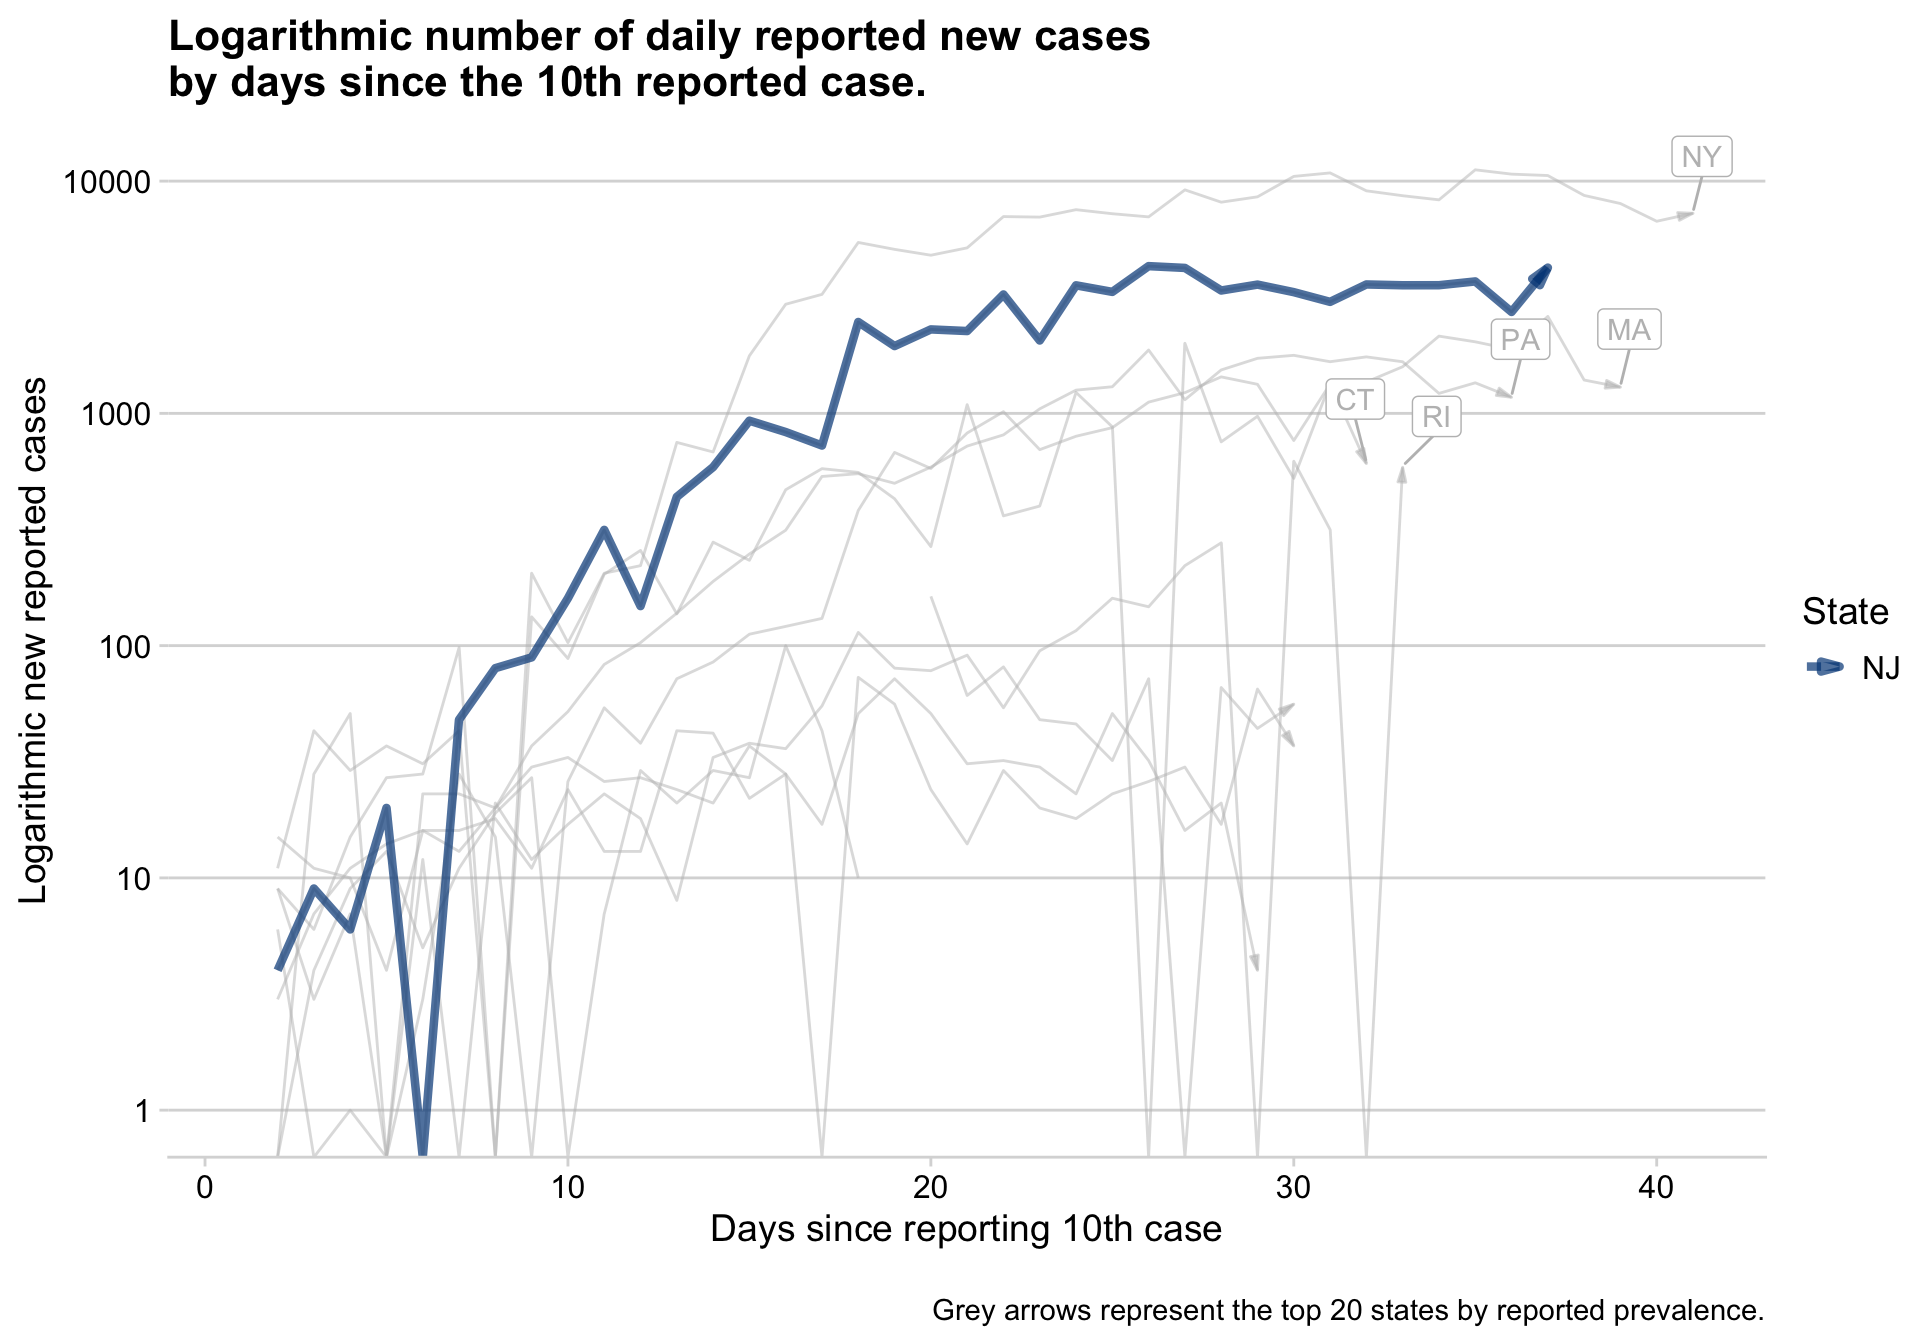 Logarithmic number of daily reported new cases
by days since the 10th reported case.
NY
10000
MA
PA
CT
RI
1000
100
10
1
Logarithmic new reported cases
State
NJ
0 10 20 30 40
Days since reporting 10th case
Grey arrows represent the top 20 states by reported prevalence.